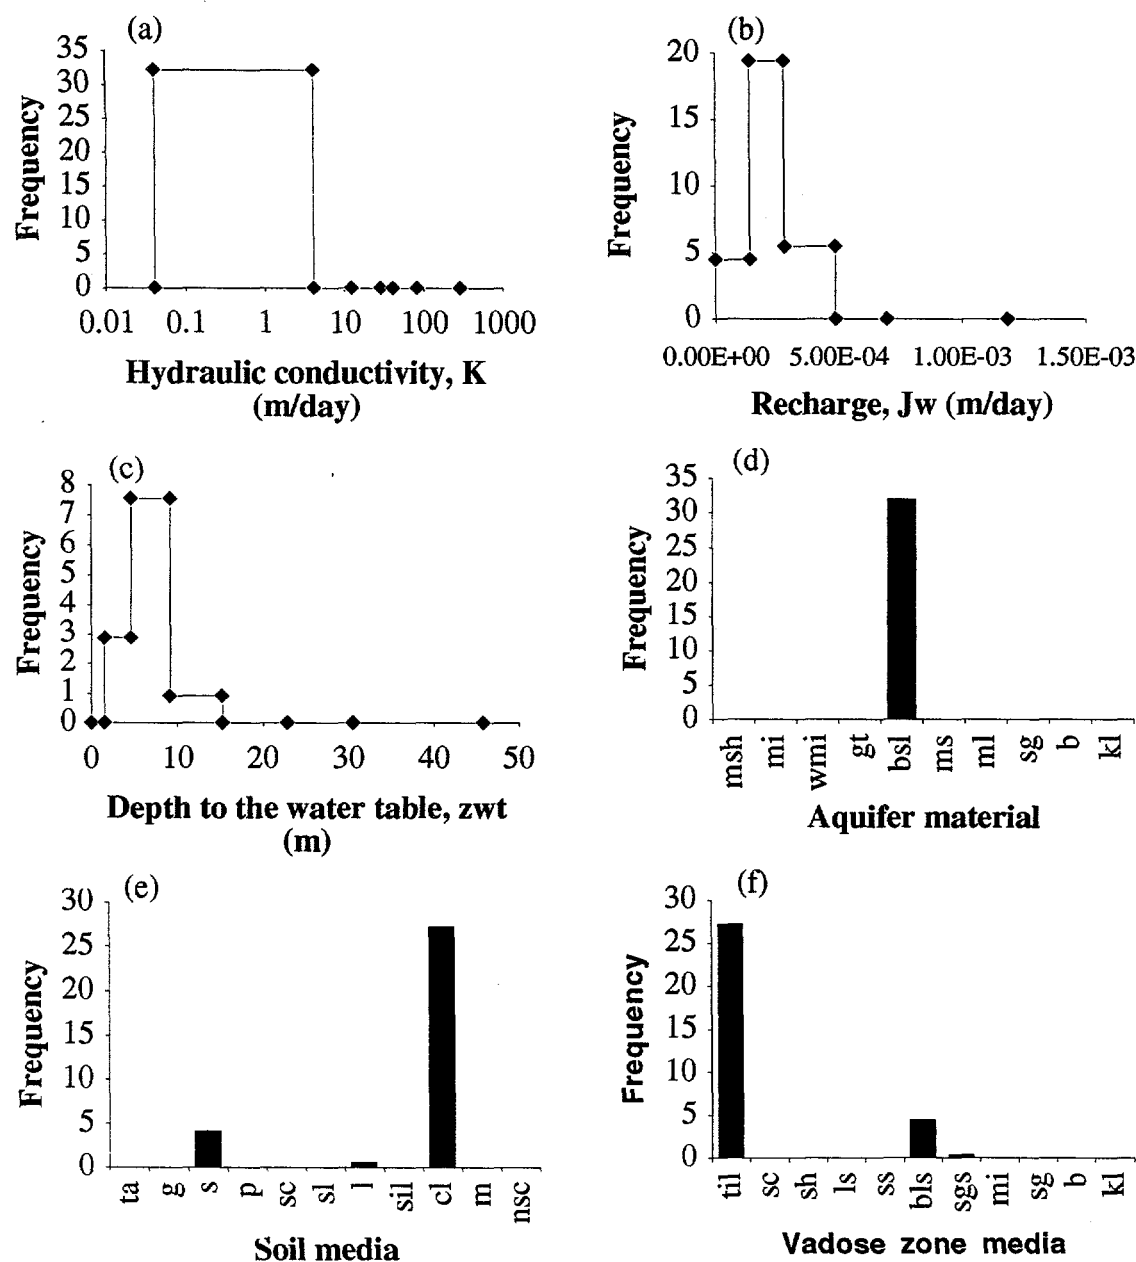 (a)
35
30
25
20
15
10
5
0
Frequency
0.01 0.1 1 10 100 1000
Hydraulic conductivity, K
(m/day)
(b)
20
15
10
5
0
Frequency
0.00E+00 5.00E-04 1.00E-03 1.50E-03
Recharge, Jw (m/day)
(c)
8
7
6
5
4
3
2
1
0
Frequency
0 10 20 30 40 50
Depth to the water table, zwt
(m)
(d)
35
30
25
20
15
10
5
0
Frequency
msh mi wmi gt bsl ms ml sg b kl
Aquifer material
(e)
30
25
20
15
10
5
0
Frequency
ta g s p sc sl l sil cl m nsc
Soil media
(f)
30
25
20
15
10
5
0
Frequency
til sc sh ls ss bls sgs mi sg b kl
Vadose zone media